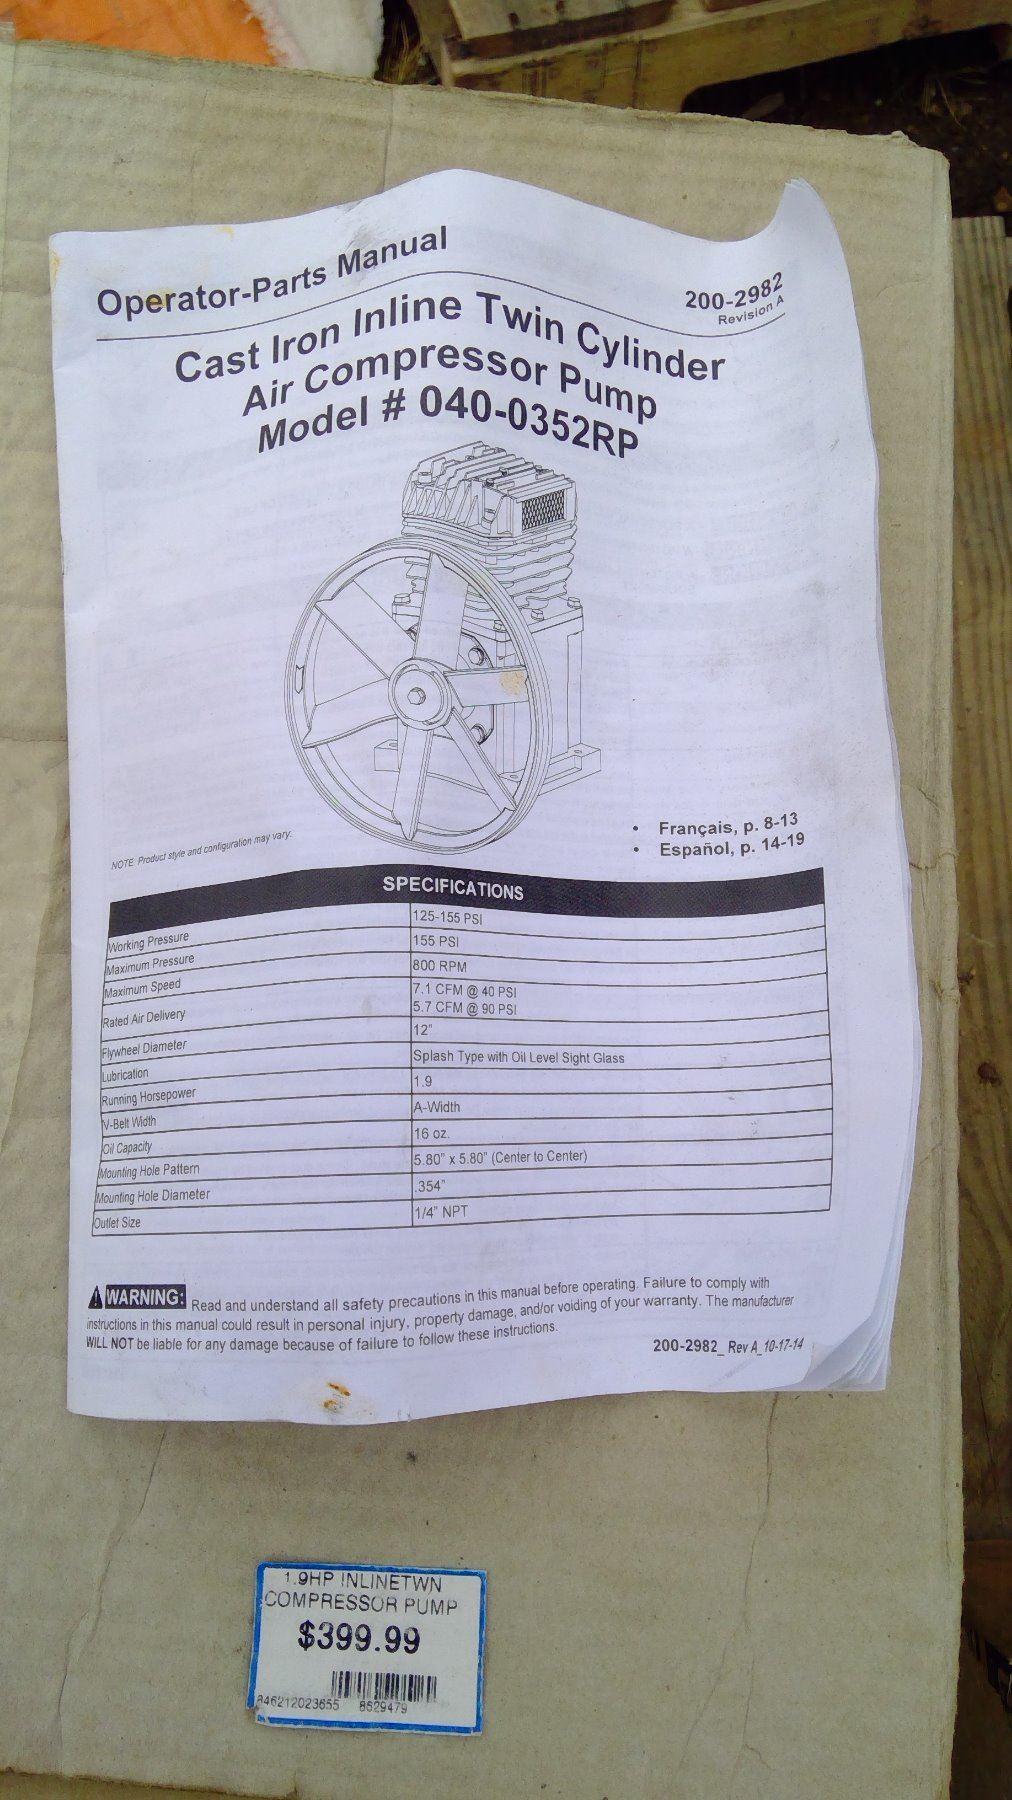 Operator-Parts Manual
200-2982
Revision A
Cast Iron Inline Twin Cylinder
Air Compressor Pump
Model # 040-0352RP
• Français, p. 8-13
• Español, p. 14-19
NOTE: Product style and configuration may vary.
SPECIFICATIONS
Working Pressure 125-155 PSI
Maximum Pressure 155 PSI
Maximum Speed 800 RPM
Rated Air Delivery 7.1 CFM @ 40 PSI
5.7 CFM @ 90 PSI
Flywheel Diameter 12"
Lubrication Splash Type with Oil Level Sight Glass
Running Horsepower 1.9
V-Belt Width A-Width
Oil Capacity 16 oz.
Mounting Hole Pattern 5.80" x 5.80" (Center to Center)
Mounting Hole Diameter .354"
Outlet Size 1/4" NPT
WARNING: Read and understand all safety precautions in this manual before operating. Failure to comply with
instructions in this manual could result in personal injury, property damage, and/or voiding of your warranty. The manufacturer
WILL NOT be liable for any damage because of failure to follow these instructions.
200-2982_ Rev A_10-17-14
1.9HP INLINETWN
COMPRESSOR PUMP
$399.99
846212023655 8629479